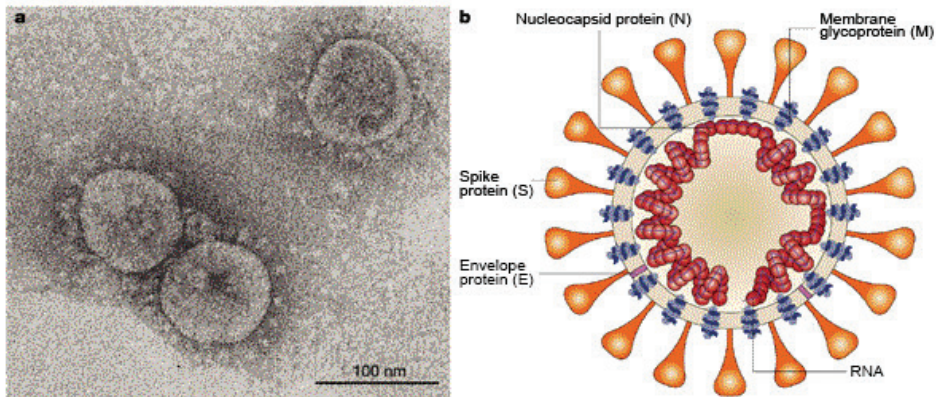 a
100 nm
b
Nucleocapsid protein (N)
Membrane
glycoprotein (M)
Spike
protein (S)
Envelope
protein (E)
RNA